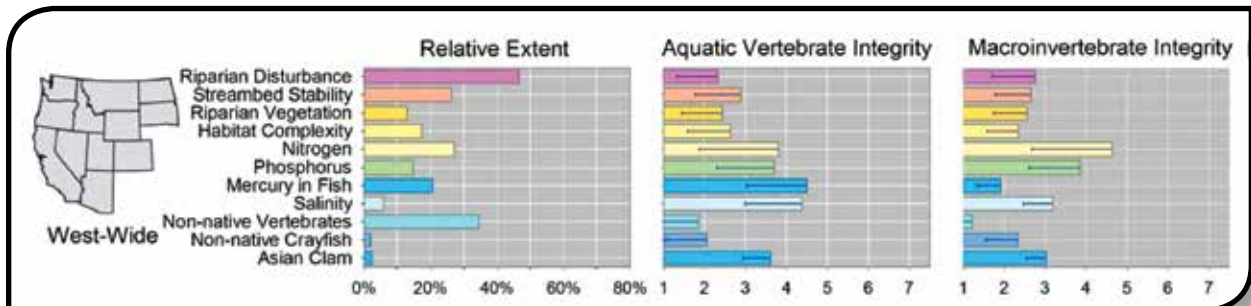 Relative Extent
Aquatic Vertebrate Integrity
Macroinvertebrate Integrity
Riparian Disturbance
Streambed Stability
Riparian Vegetation
Habitat Complexity
Nitrogen
Phosphorus
Mercury in Fish
Salinity
Non-native Vertebrates
Non-native Crayfish
Asian Clam
West-Wide
0% 20% 40% 60% 80%
1 2 3 4 5 6 7
1 2 3 4 5 6 7